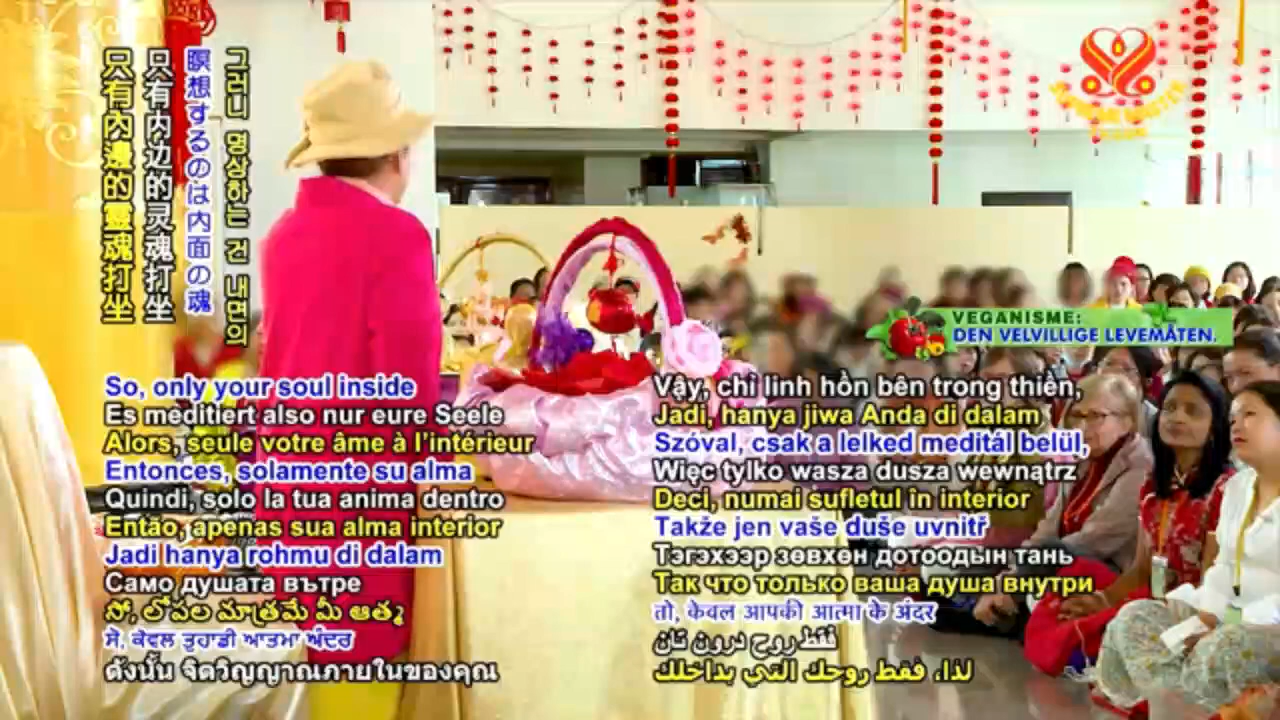 只有內邊的靈魂打坐
只有内边的灵魂打坐
瞑想するのは内面の魂
그러니 명상하는 건 내면의
VEGANISME:
DEN VELVILLIGE LEVEMÅTEN.
So, only your soul inside
Es meditiert also nur eure Seele
Alors, seule votre âme à l'intérieur
Entonces, solamente su alma
Quindi, solo la tua anima dentro
Então, apenas sua alma interior
Jadi hanya rohmu di dalam
Само душата вътре
సో, లోపల మాత్రమే మీ ఆత్మ
ਸੋ, ਕੇਵਲ ਤੁਹਾਡੀ ਆਤਮਾ ਅੰਦਰ
ดังนั้น จิตวิญญาณภายในของคุณ
Vậy, chỉ linh hồn bên trong thiền,
Jadi, hanya jiwa Anda di dalam
Szóval, csak a lelked meditál belül,
Więc tylko wasza dusza wewnątrz
Deci, numai sufletul în interior
Takže jen vaše duše uvnitř
Тэгэхээр зөвхөн дотоодын тань
Так что только ваша душа внутри
तो, केवल आपकी आत्मा के अंदर
فقط روح درون تان
لذا، فقط روحك التي بداخلك